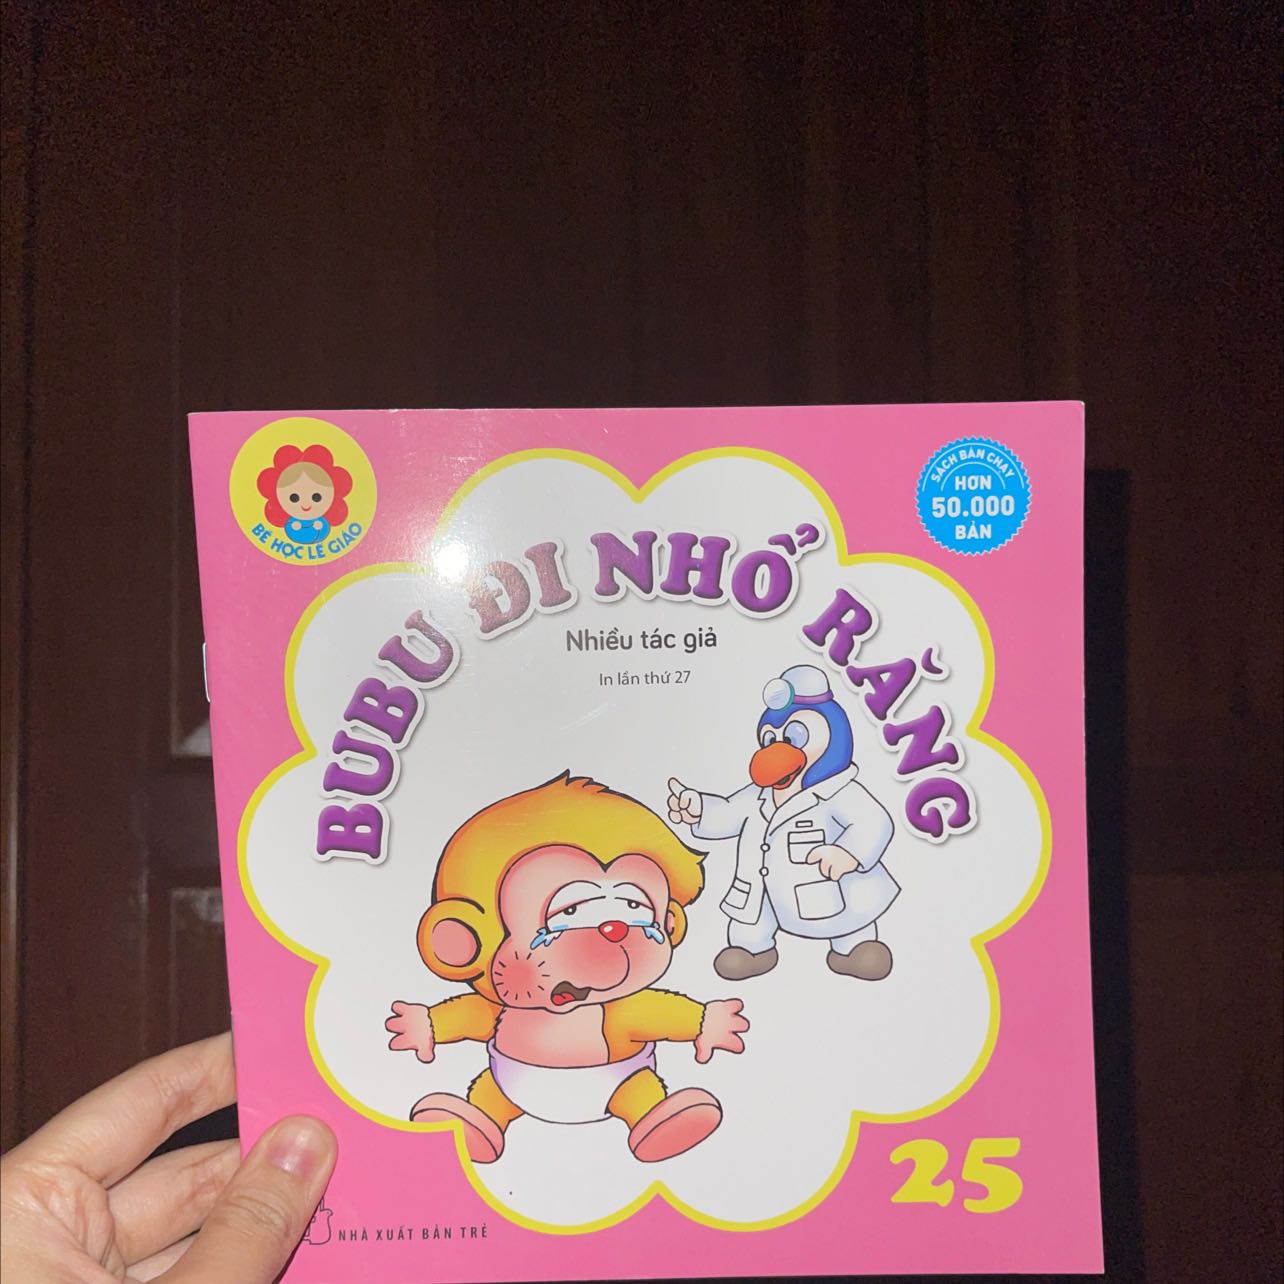 BÉ HỌC LỄ GIÁO
SÁCH BÁN CHẠY
HƠN
50.000
BẢN
BUBU ĐI NHỔ RĂNG
Nhiều tác giả
In lần thứ 27
25
NHÀ XUẤT BẢN TRẺ